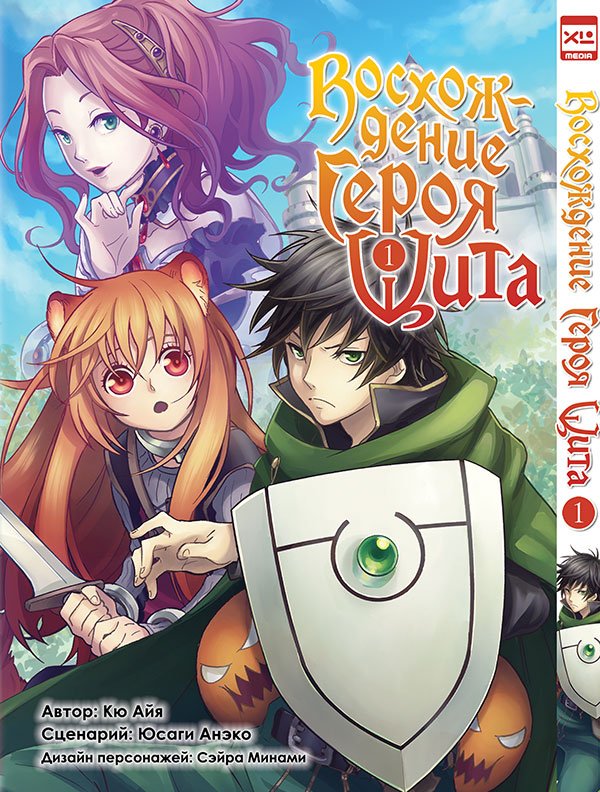 Восхож-
дение
Героя
Щита
1
Автор: Кю Айя
Сценарий: Юсаги Анэко
Дизайн персонажей: Сэйра Минами
XL
MEDIA
Восхождение Героя Щита
1